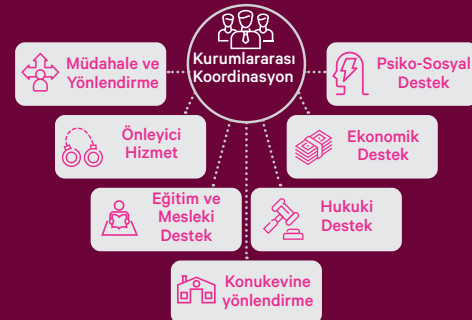 Kurumlararası
Koordinasyon
Müdahale ve
Yönlendirme
Psiko-Sosyal
Destek
Önleyici
Hizmet
Ekonomik
Destek
Eğitim ve
Mesleki
Destek
Hukuki
Destek
Konukevine
yönlendirme